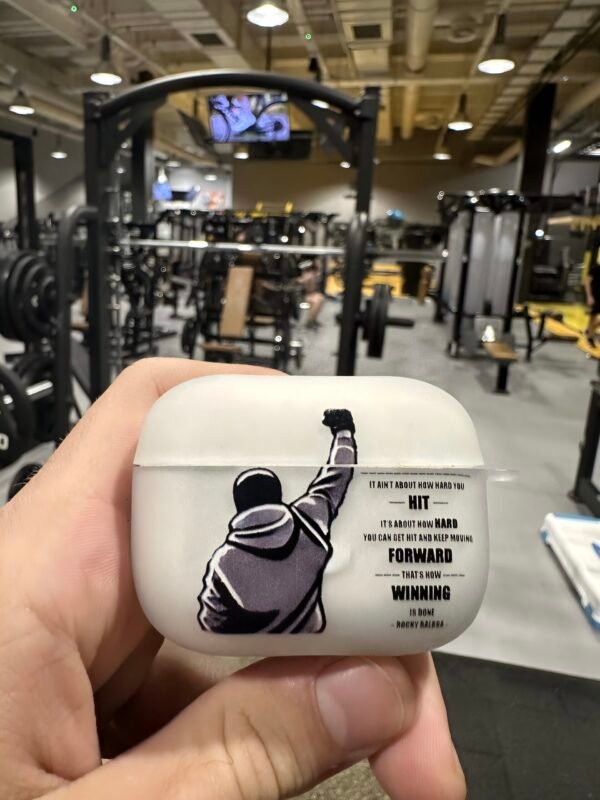 IT AIN'T ABOUT HOW HARD YOU
HIT
IT'S ABOUT HOW HARD
YOU CAN GET HIT AND KEEP MOVING
FORWARD
THAT'S HOW
WINNING
IS DONE
- ROCKY BALBOA -